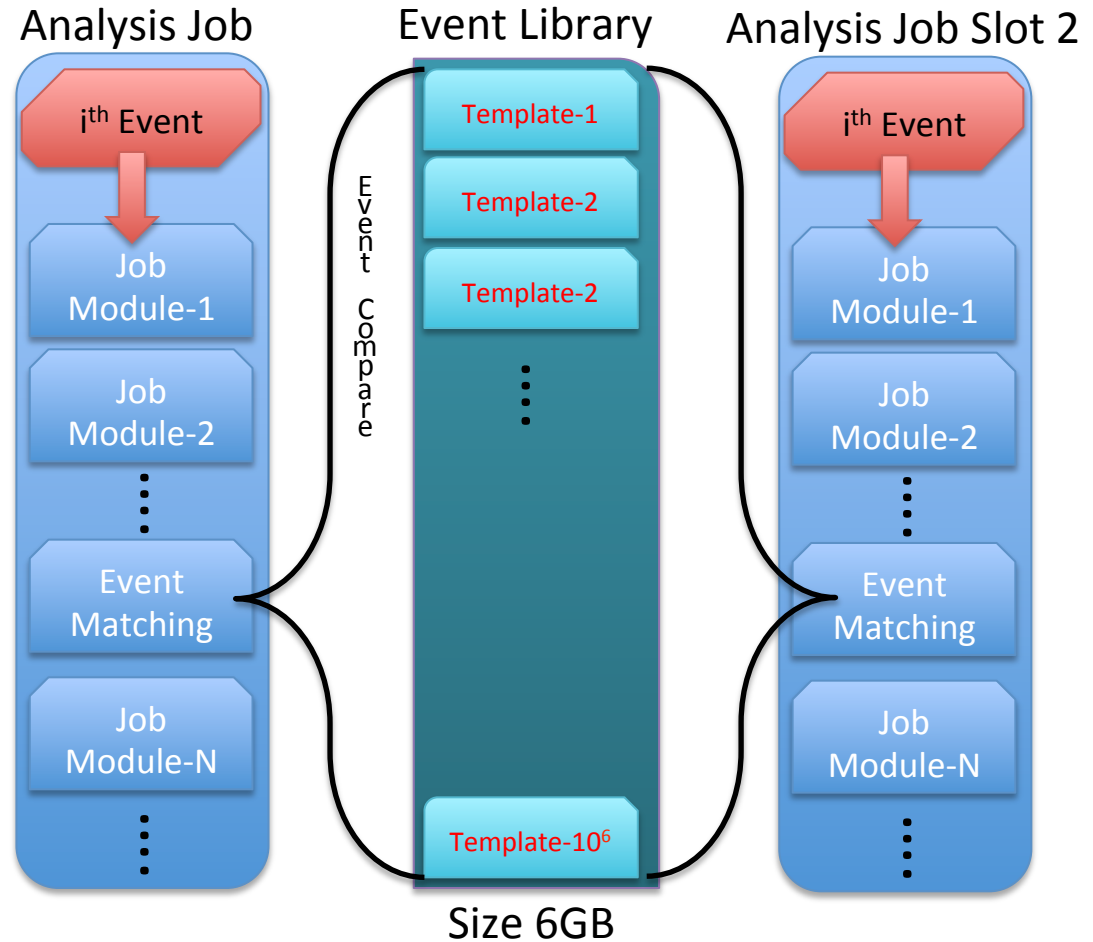 Analysis Job
Event Library
Analysis Job Slot 2
iᵗʰ Event
Job
Module-1
Job
Module-2
Event
Matching
Job
Module-N
Event Compare
Template-1
Template-2
Template-2
Template-10⁶
Size 6GB
iᵗʰ Event
Job
Module-1
Job
Module-2
Event
Matching
Job
Module-N